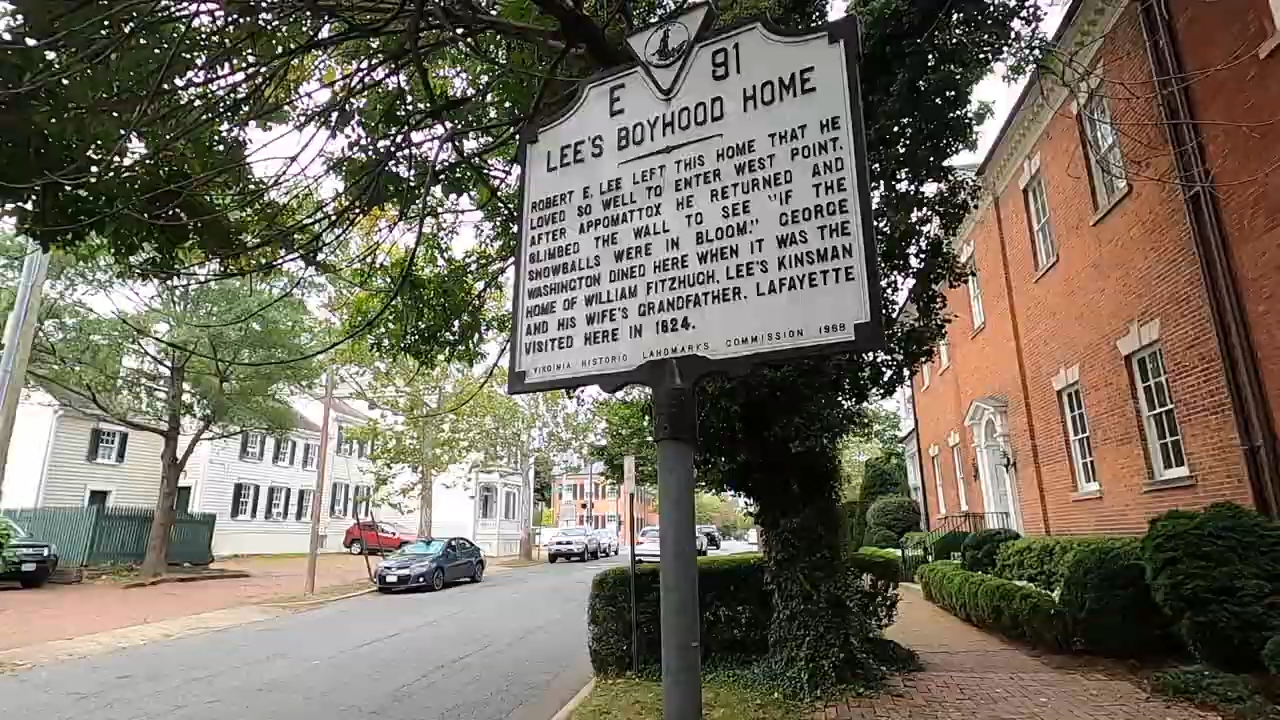 E 91
LEE'S BOYHOOD HOME
ROBERT E. LEE LEFT THIS HOME THAT HE
LOVED SO WELL TO ENTER WEST POINT.
AFTER APPOMATTOX HE RETURNED AND
SLIMBED THE WALL TO SEE "IF THE
SNOWBALLS WERE IN BLOOM." GEORGE
WASHINGTON DINED HERE WHEN IT WAS THE
HOME OF WILLIAM FITZHUGH, LEE'S KINSMAN
AND HIS WIFE'S GRANDFATHER. LAFAYETTE
VISITED HERE IN 1824.
VIRGINIA HISTORIC LANDMARKS COMMISSION 1968